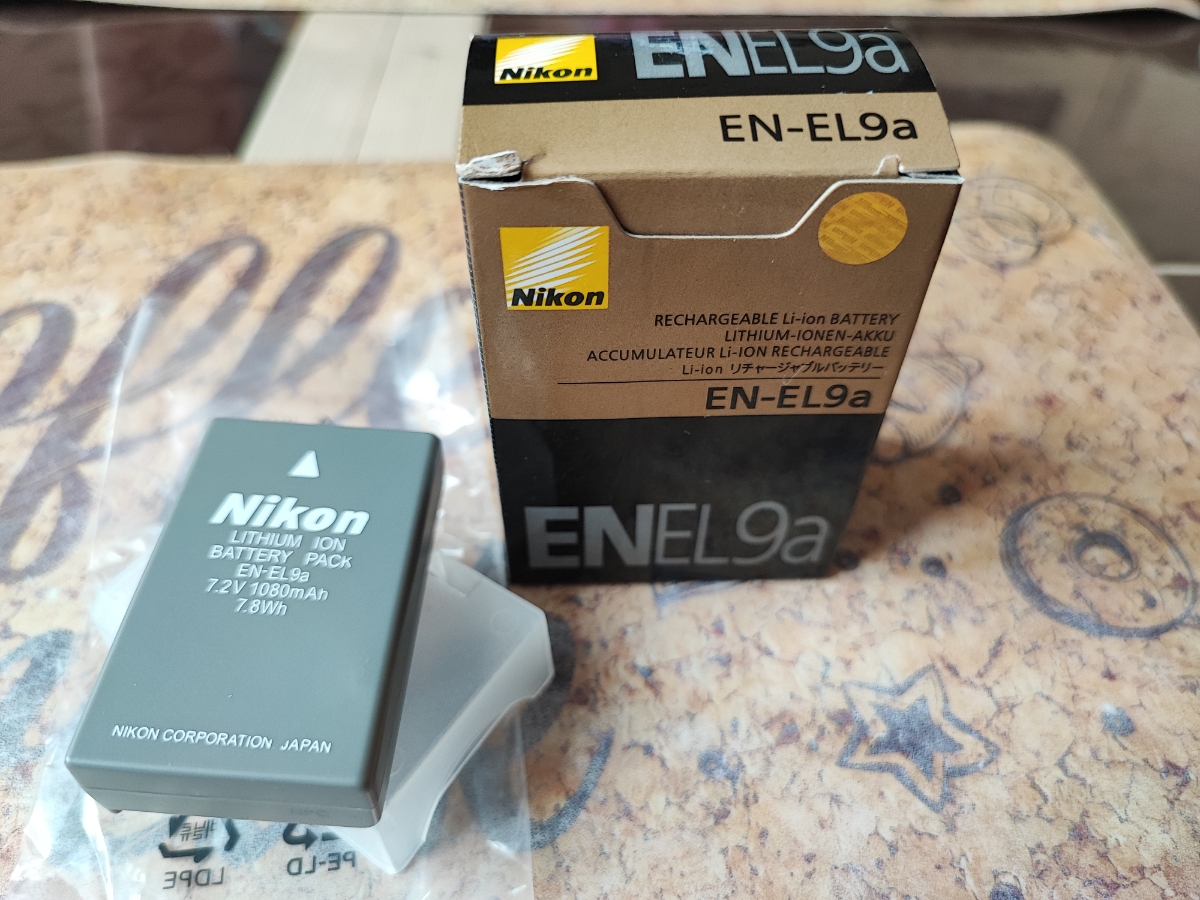 Nikon
ENEL9a
EN-EL9a
Nikon
RECHARGEABLE Li-ion BATTERY
LITHIUM-IONEN-AKKU
ACCUMULATEUR Li-ION RECHARGEABLE
Li-ion リチャージャブルバッテリー
EN-EL9a
ENEL9a
Nikon
LITHIUM ION
BATTERY PACK
EN-EL9a
7.2V 1080mAh
7.8Wh
NIKON CORPORATION JAPAN
LDPE
PE-LD